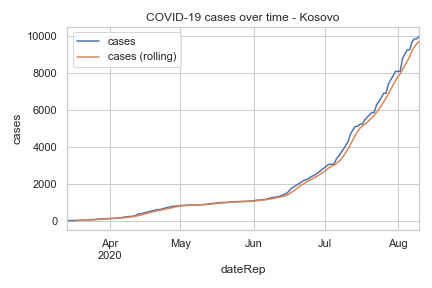 COVID-19 cases over time - Kosovo
cases
cases (rolling)
10000
8000
6000
4000
2000
0
cases
Apr
2020
May
Jun
Jul
Aug
dateRep